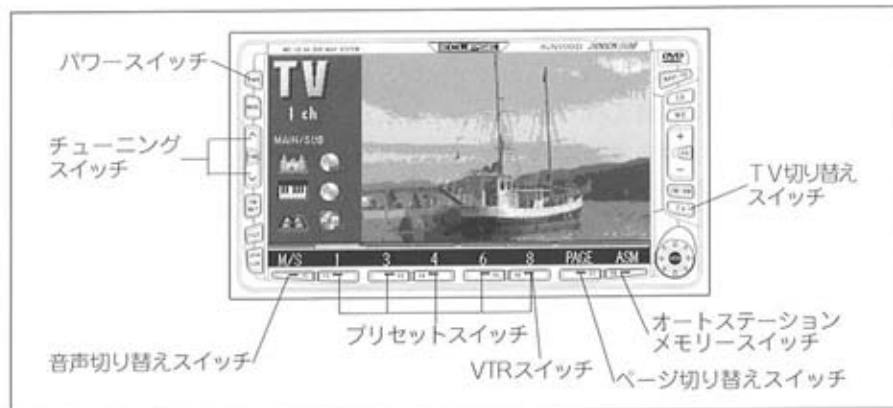 パワースイッチ
チューニング
スイッチ
ECLIPSE
DVD
TV
1 ch
MAIN/SUB
TV切り替え
スイッチ
M/S 1 3 4 6 8 PAGE ASM
プリセットスイッチ
オートステーション
メモリースイッチ
音声切り替えスイッチ
VTRスイッチ
ページ切り替えスイッチ